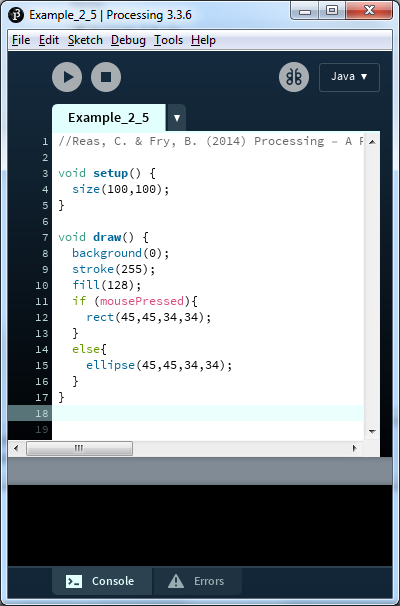 Example_2_5 | Processing 3.3.6
File Edit Sketch Debug Tools Help
Java ▼
Example_2_5 ▼
1 //Reas, C. & Fry, B. (2014) Processing – A
2
3 void setup() {
4   size(100,100);
5 }
6
7 void draw() {
8   background(0);
9   stroke(255);
10   fill(128);
11   if (mousePressed){
12     rect(45,45,34,34);
13   }
14   else{
15     ellipse(45,45,34,34);
16   }
17 }
18
19
Console Errors